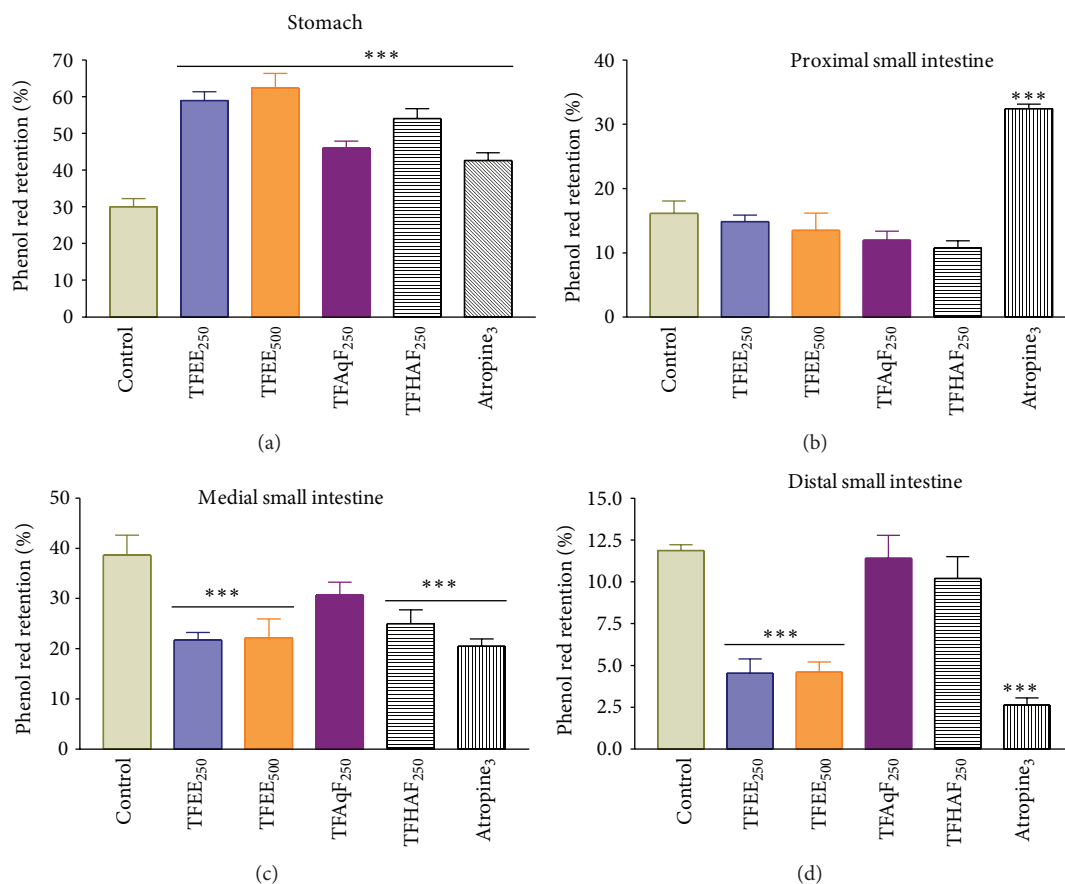 Stomach
***
Phenol red retention (%)
70
60
50
40
30
20
10
0
Control
TFEE250
TFEE500
TFAqF250
TFHAF250
Atropine3
(a)
Proximal small intestine
***
Phenol red retention (%)
40
30
20
10
0
Control
TFEE250
TFEE500
TFAqF250
TFHAF250
Atropine3
(b)
Medial small intestine
***
***
Phenol red retention (%)
50
40
30
20
10
0
Control
TFEE250
TFEE500
TFAqF250
TFHAF250
Atropine3
(c)
Distal small intestine
***
***
Phenol red retention (%)
15.0
12.5
10.0
7.5
5.0
2.5
0.0
Control
TFEE250
TFEE500
TFAqF250
TFHAF250
Atropine3
(d)